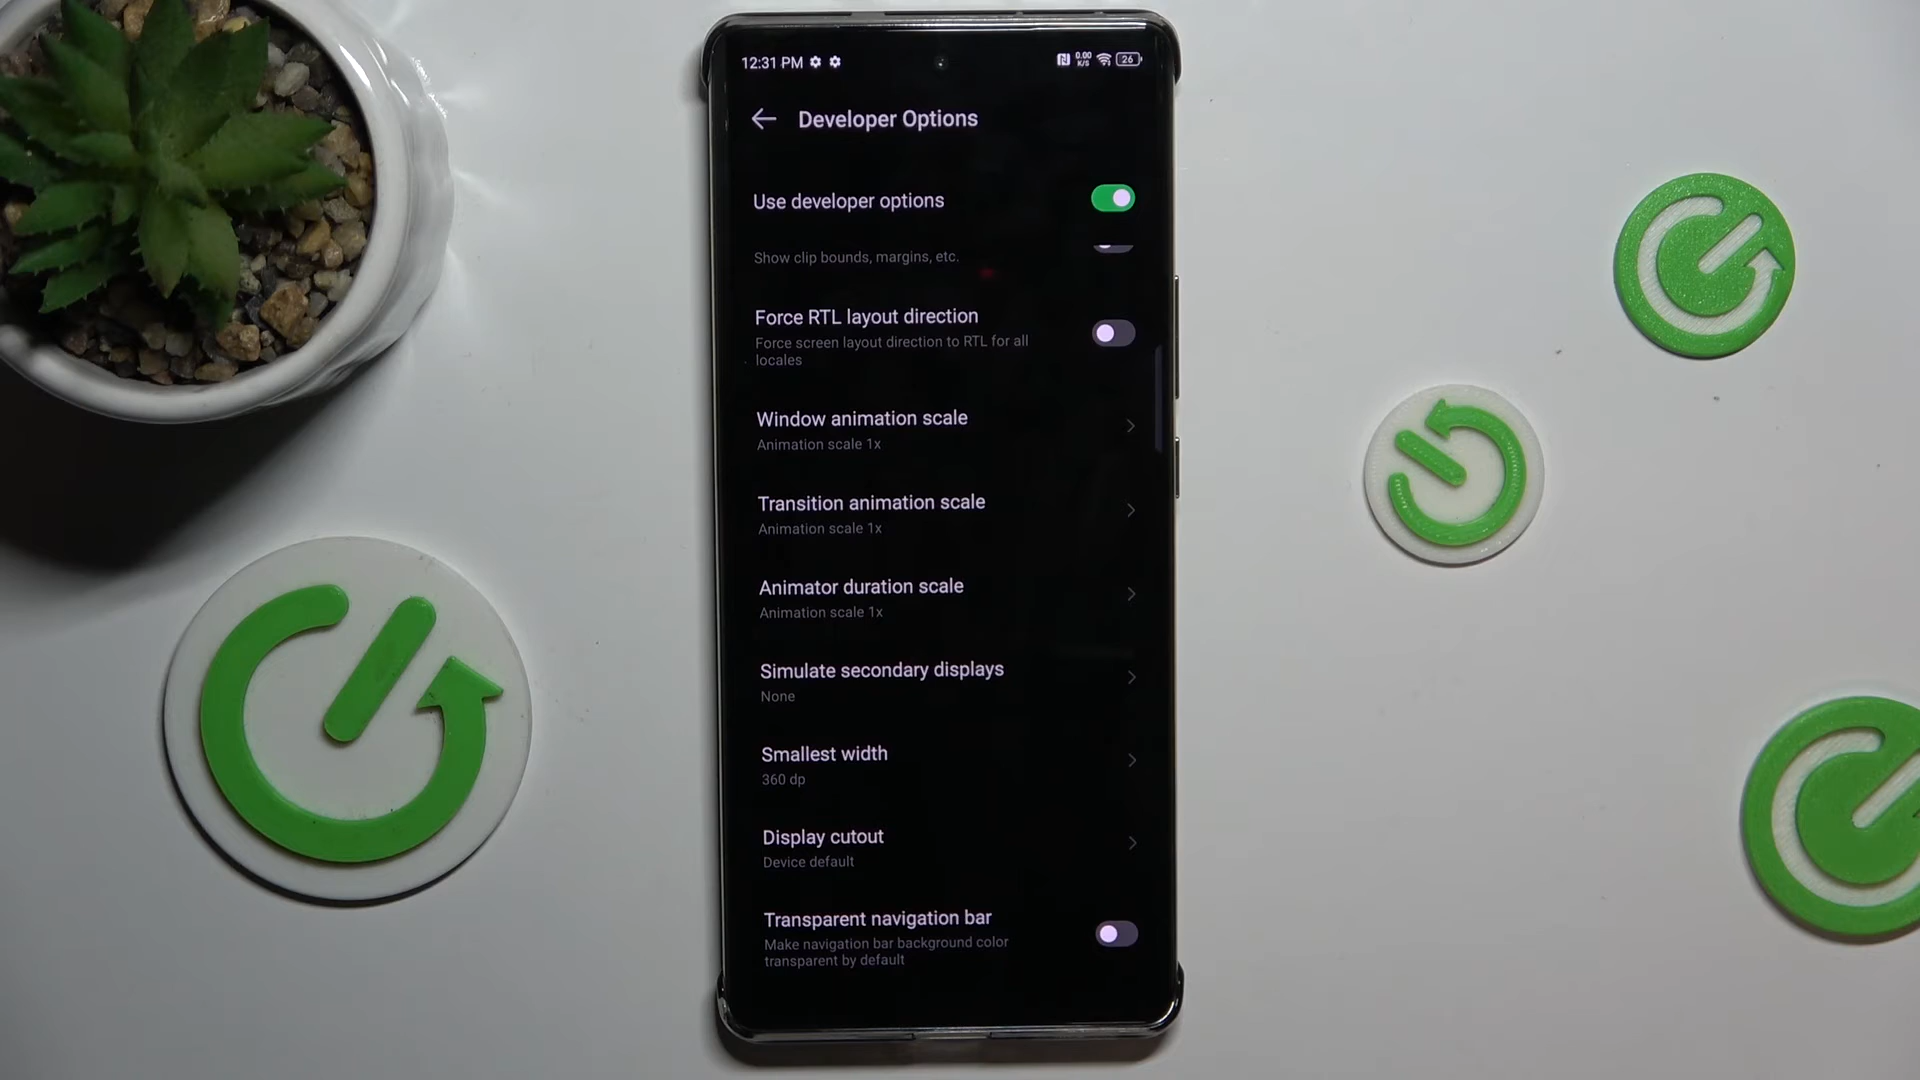 12:31 PM
0.00
K/S
26
Developer Options
Use developer options
Show clip bounds, margins, etc.
Force RTL layout direction
Force screen layout direction to RTL for all
locales
Window animation scale
Animation scale 1x
Transition animation scale
Animation scale 1x
Animator duration scale
Animation scale 1x
Simulate secondary displays
None
Smallest width
360 dp
Display cutout
Device default
Transparent navigation bar
Make navigation bar background color
transparent by default